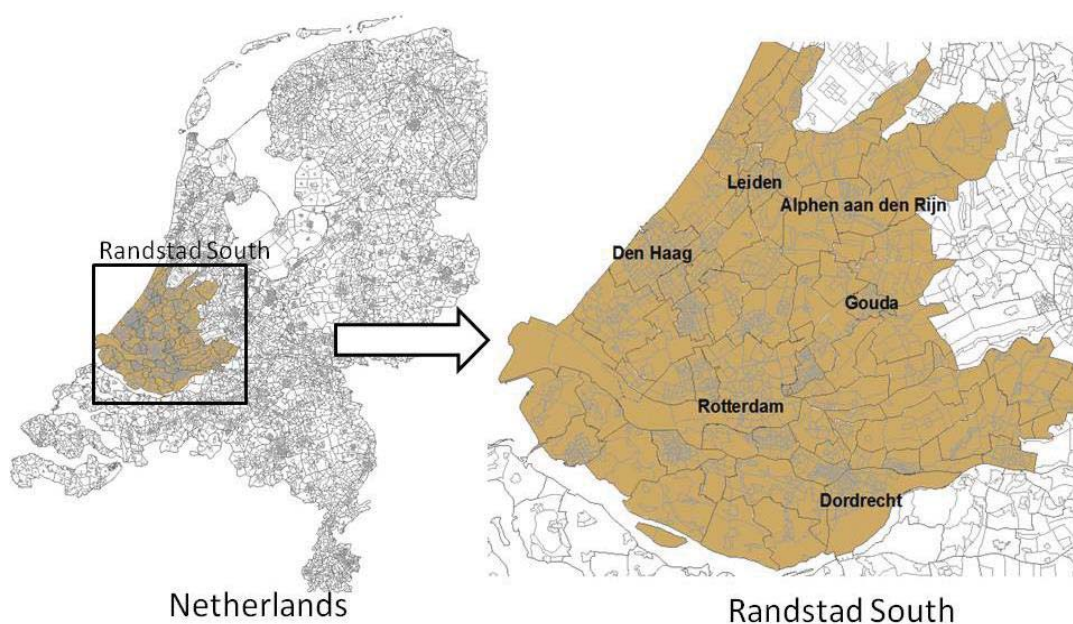 Randstad South
Netherlands
Leiden
Alphen aan den Rijn
Den Haag
Gouda
Rotterdam
Dordrecht
Randstad South